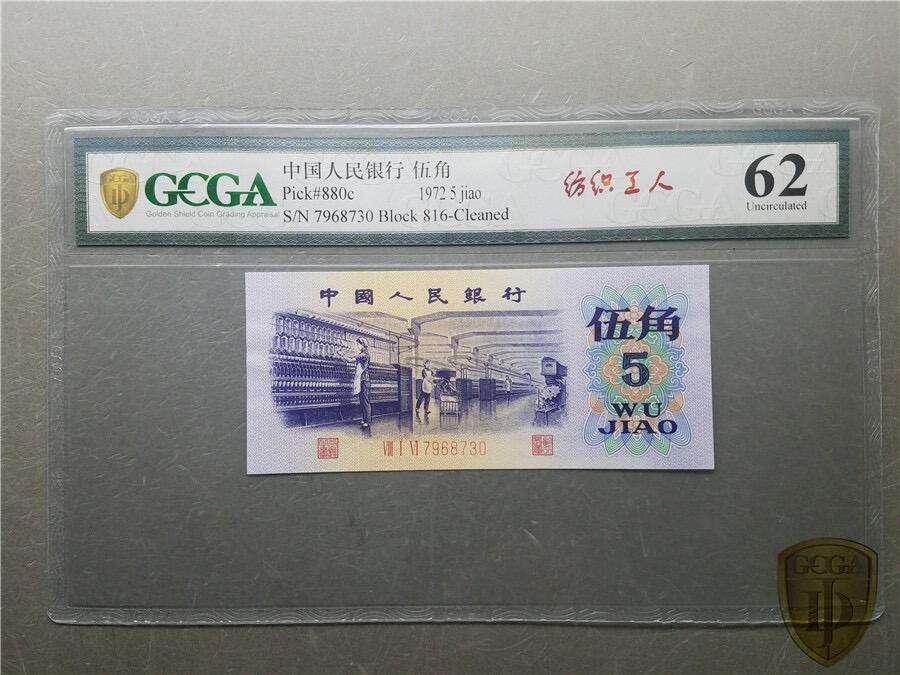 GCGA
Golden Shield Coin Grading Appraisal
中国人民银行 伍角
Pick#880c 1972 5 jiao
S/N 7968730 Block 816-Cleaned
纺织工人
62
Uncirculated
中國人民銀行
伍角
5
WU
JIAO
VIII I VI 7968730
GCGA